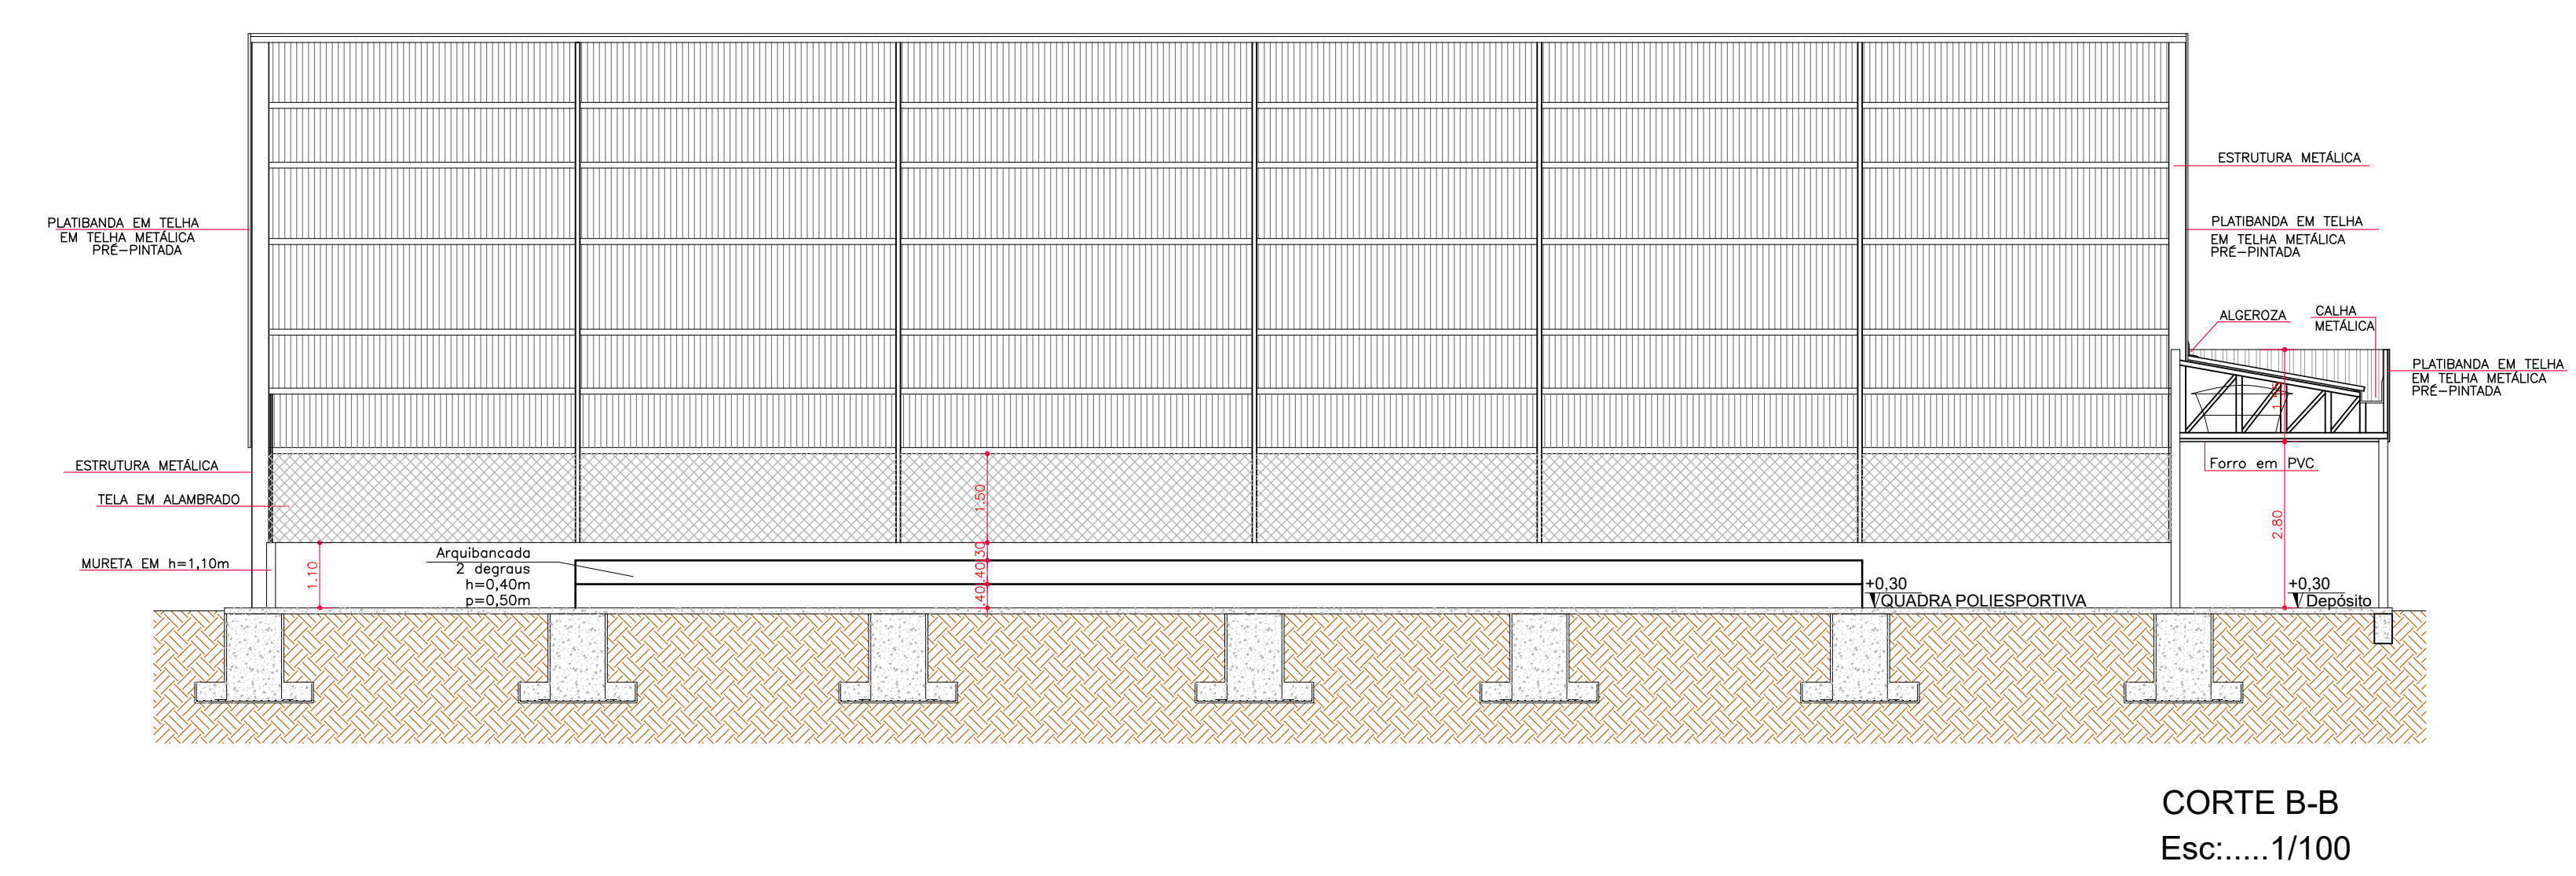 PLATIBANDA EM TELHA
EM TELHA METÁLICA
PRÉ-PINTADA
ESTRUTURA METÁLICA
TELA EM ALAMBRADO
MURETA EM h=1,10m
1.10
Arquibancada
2 degraus
h=0,40m
p=0,50m
1.50
.30
.40
.40
ESTRUTURA METÁLICA
PLATIBANDA EM TELHA
EM TELHA METÁLICA
PRÉ-PINTADA
ALGEROZA
CALHA
METÁLICA
PLATIBANDA EM TELHA
EM TELHA METÁLICA
PRÉ-PINTADA
Forro em PVC
2.80
+0,30
QUADRA POLIESPORTIVA
+0,30
Depósito
CORTE B-B
Esc:.....1/100